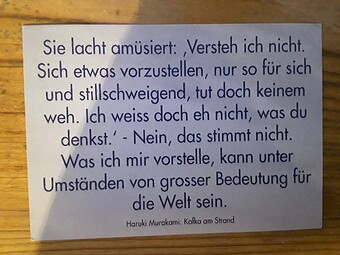 Sie lacht amüsiert: ‚Versteh ich nicht.
Sich etwas vorzustellen, nur so für sich
und stillschweigend, tut doch keinem
weh. Ich weiss doch eh nicht, was du
denkst.‘ - Nein, das stimmt nicht.
Was ich mir vorstelle, kann unter
Umständen von grosser Bedeutung für
die Welt sein.
Haruki Murakami: Kafka am Strand